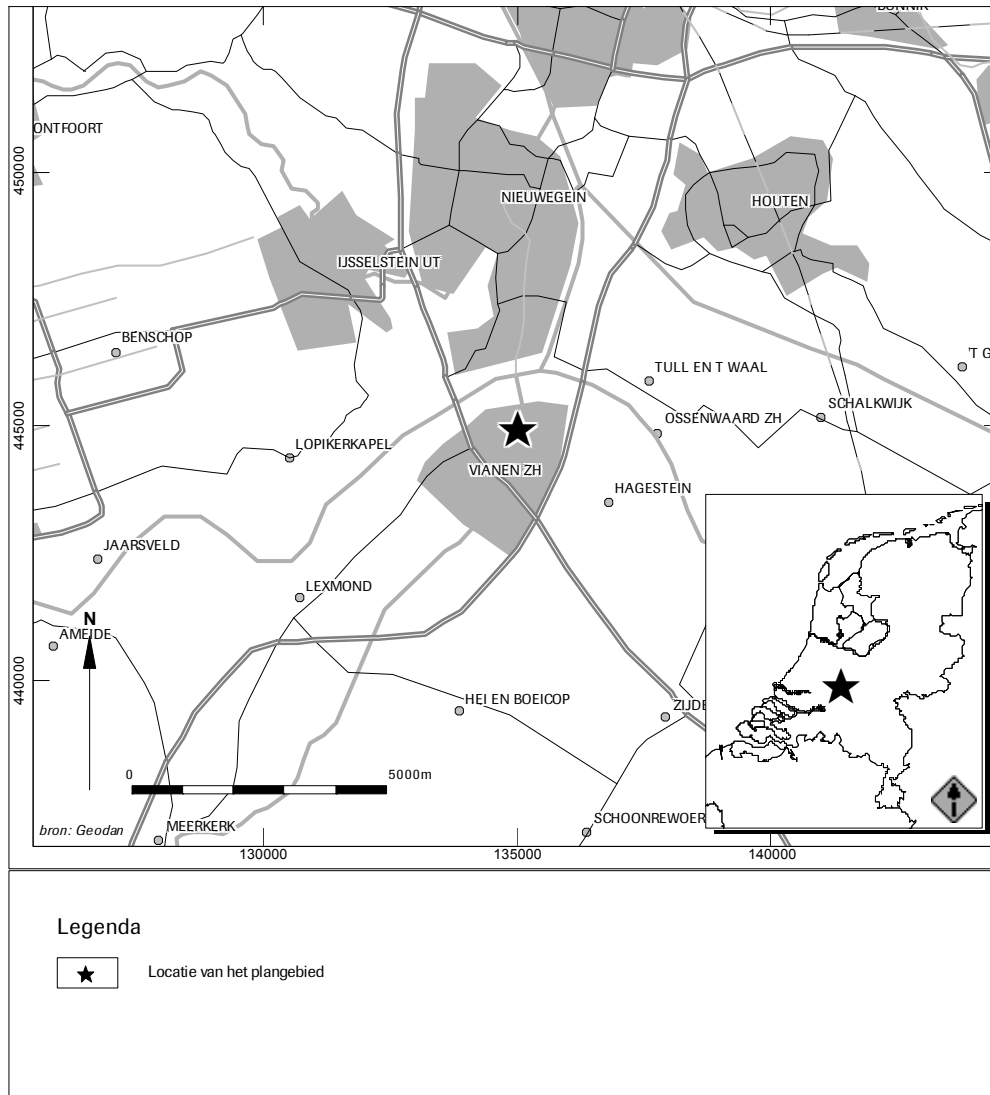 BUNNIK
ONTFOORT
450000
NIEUWEGEIN
HOUTEN
IJSSELSTEIN UT
BENSCHOP
'T G
TULL EN T WAAL
SCHALKWIJK
OSSENWAARD ZH
445000
LOPIKERKAPEL
VIANEN ZH
HAGESTEIN
JAARSVELD
LEXMOND
N
AMEIDE
440000
HEI EN BOEICOP
ZIJDE
0 5000m
SCHOONREWOER
bron: Geodan
MEERKERK
130000 135000 140000
Legenda
Locatie van het plangebied